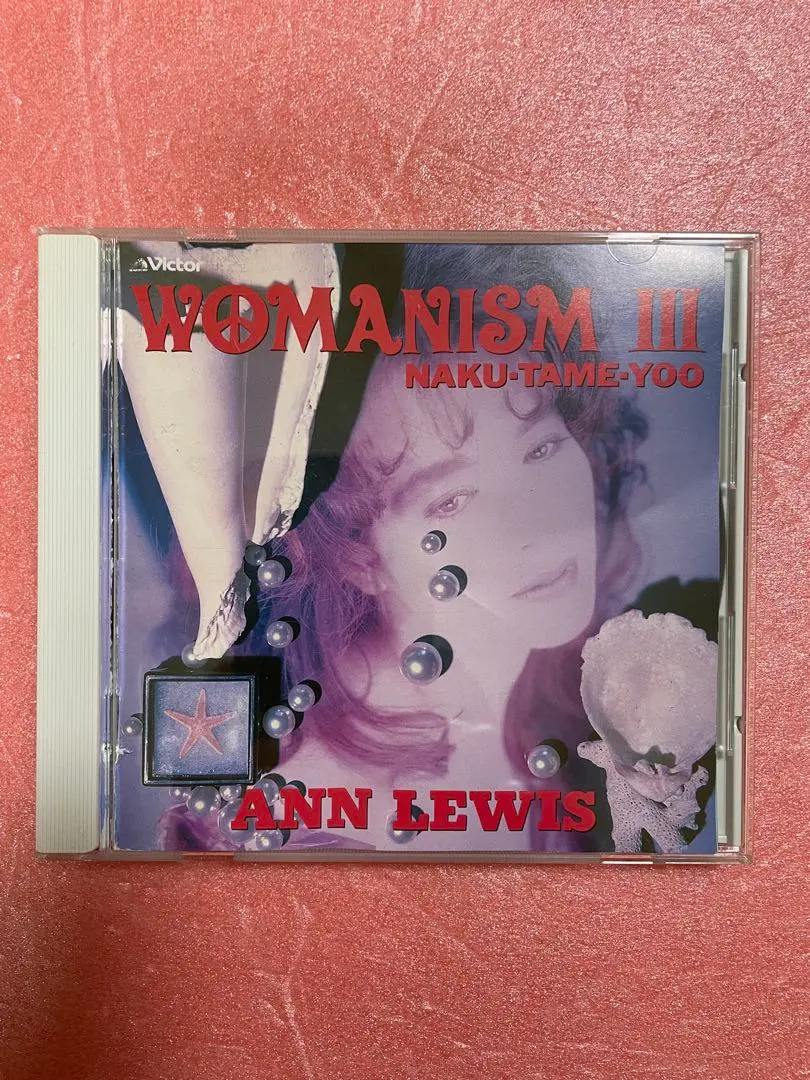 Victor
WOMANISM III
NAKU-TAME-YOO
ANN LEWIS